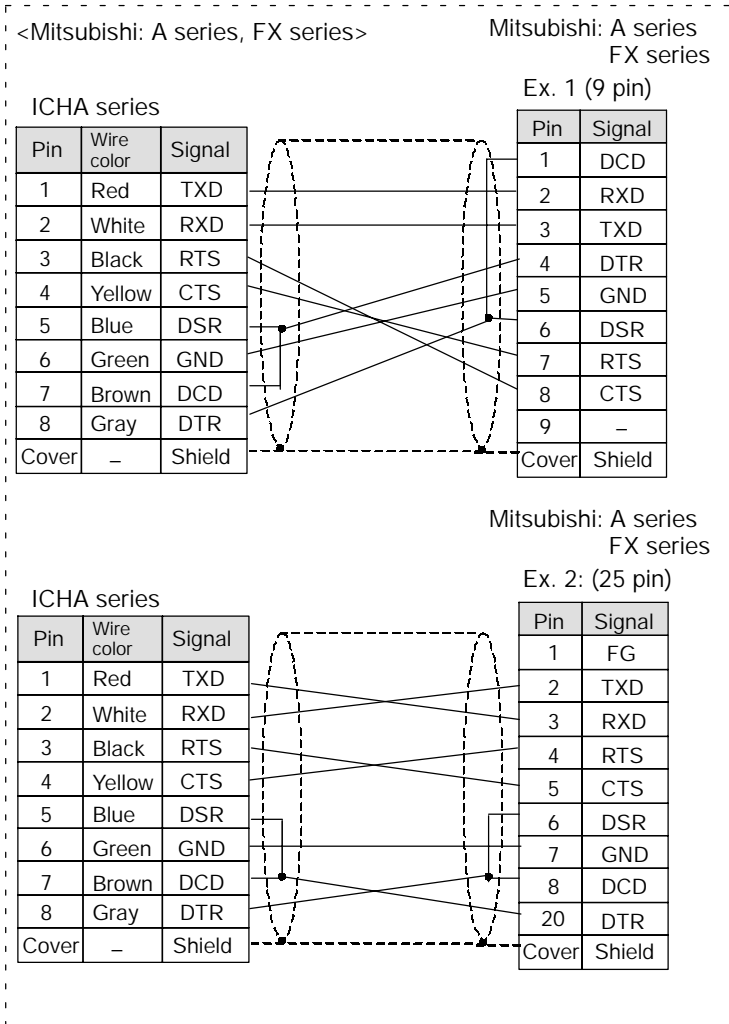 <Mitsubishi: A series, FX series>
Mitsubishi: A series
FX series
Ex. 1 (9 pin)
ICHA series
Pin Wire color Signal
1 Red TXD
2 White RXD
3 Black RTS
4 Yellow CTS
5 Blue DSR
6 Green GND
7 Brown DCD
8 Gray DTR
Cover – Shield
Pin Signal
1 DCD
2 RXD
3 TXD
4 DTR
5 GND
6 DSR
7 RTS
8 CTS
9 –
Cover Shield
Mitsubishi: A series
FX series
Ex. 2: (25 pin)
ICHA series
Pin Wire color Signal
1 Red TXD
2 White RXD
3 Black RTS
4 Yellow CTS
5 Blue DSR
6 Green GND
7 Brown DCD
8 Gray DTR
Cover – Shield
Pin Signal
1 FG
2 TXD
3 RXD
4 RTS
5 CTS
6 DSR
7 GND
8 DCD
20 DTR
Cover Shield